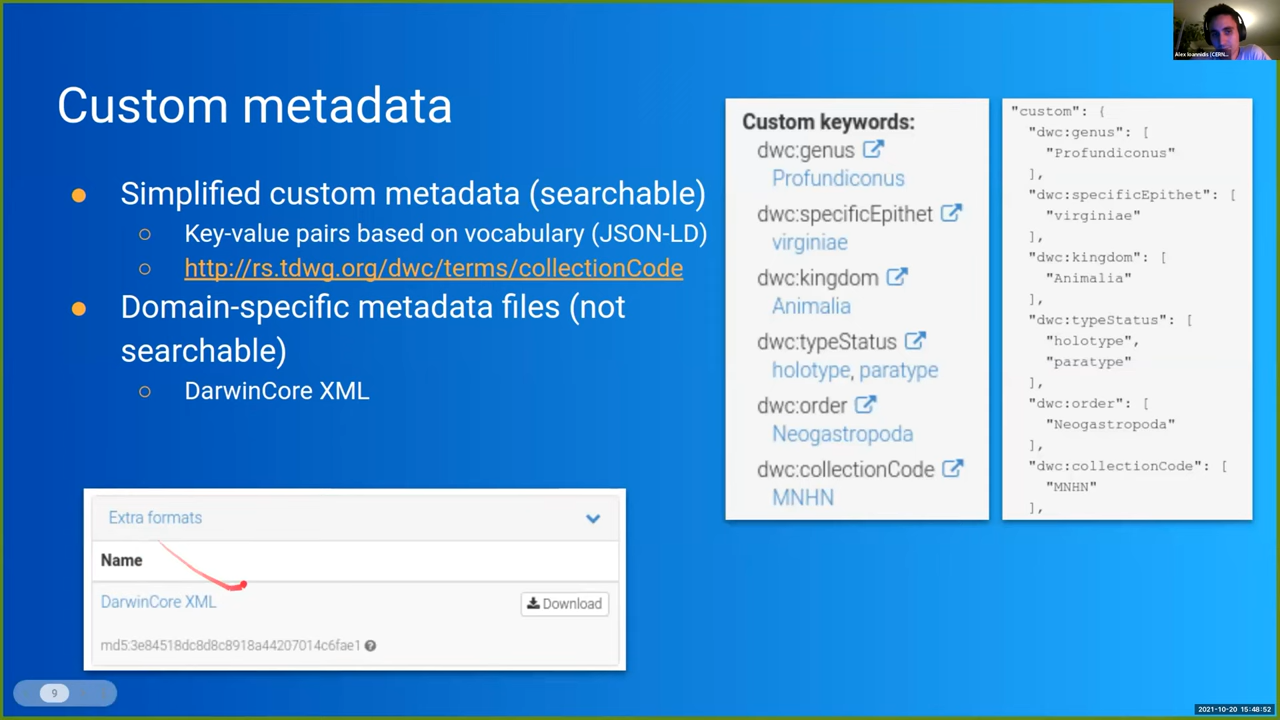 Alex Ioannidis (CERN...
Custom metadata
Simplified custom metadata (searchable)
Key-value pairs based on vocabulary (JSON-LD)
http://rs.tdwg.org/dwc/terms/collectionCode
Domain-specific metadata files (not
searchable)
DarwinCore XML
Custom keywords:
dwc:genus
Profundiconus
dwc:specificEpithet
virginiae
dwc:kingdom
Animalia
dwc:typeStatus
holotype, paratype
dwc:order
Neogastropoda
dwc:collectionCode
MNHN
"custom": {
"dwc:genus": [
"Profundiconus"
],
"dwc:specificEpithet": [
"virginiae"
],
"dwc:kingdom": [
"Animalia"
],
"dwc:typeStatus": [
"holotype",
"paratype"
],
"dwc:order": [
"Neogastropoda"
],
"dwc:collectionCode": [
"MNHN"
],
Extra formats
Name
DarwinCore XML
Download
md5:3e84518dc8d8c8918a44207014c6fae1
9
2021-10-20 15:48:52